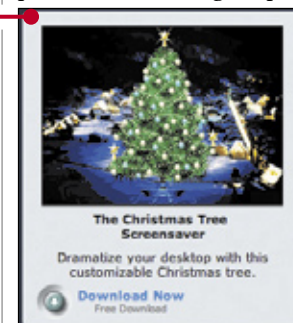 The Christmas Tree
Screensaver
Dramatize your desktop with this
customizable Christmas tree.
Download Now
Free Download